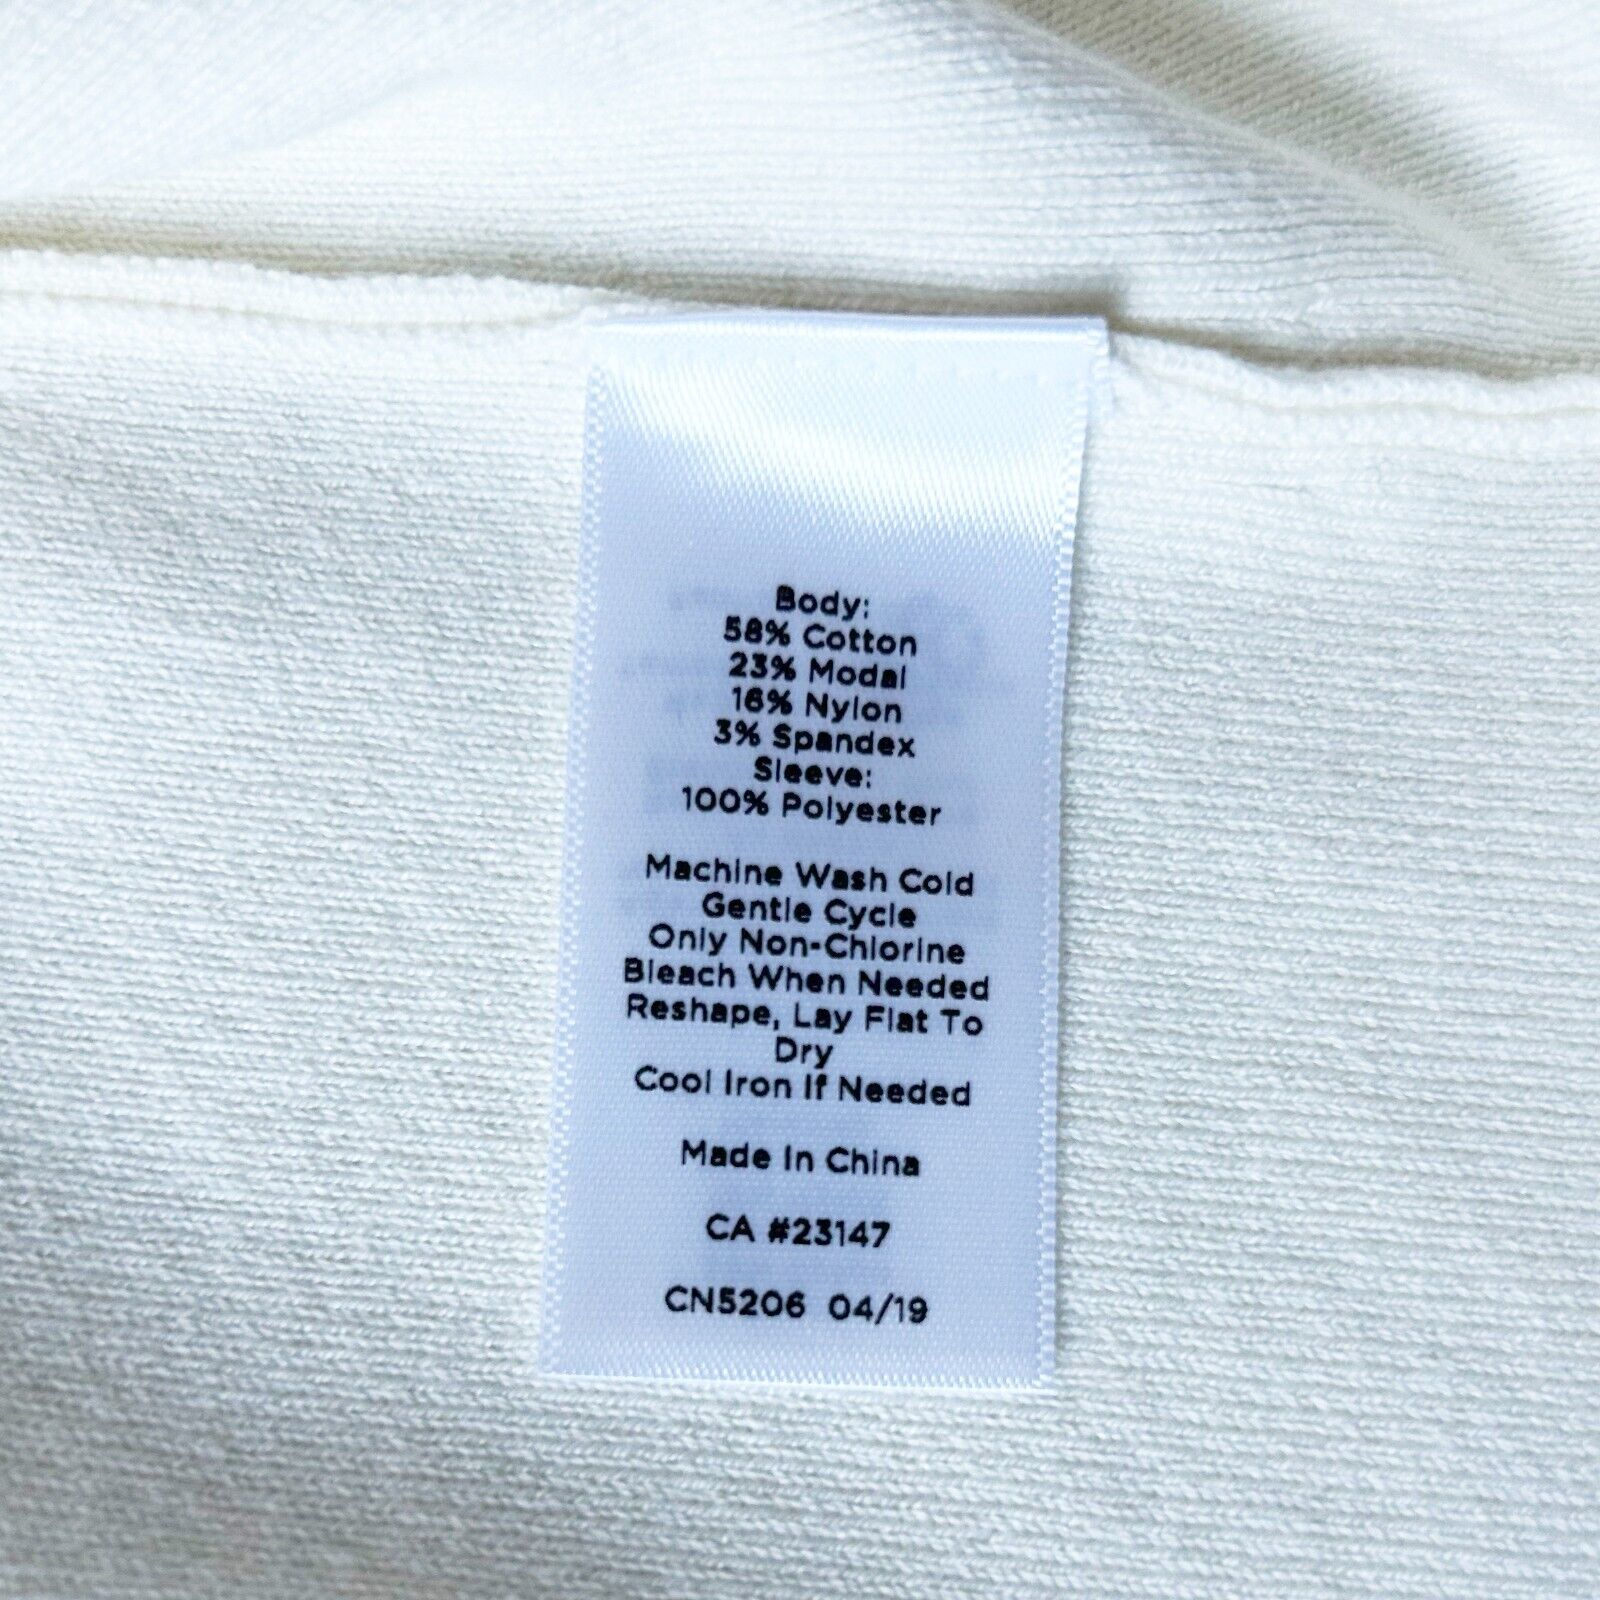 Body:
58% Cotton
23% Modal
16% Nylon
3% Spandex
Sleeve:
100% Polyester
Machine Wash Cold
Gentle Cycle
Only Non-Chlorine
Bleach When Needed
Reshape, Lay Flat To
Dry
Cool Iron If Needed
Made In China
CA #23147
CN5206 04/19